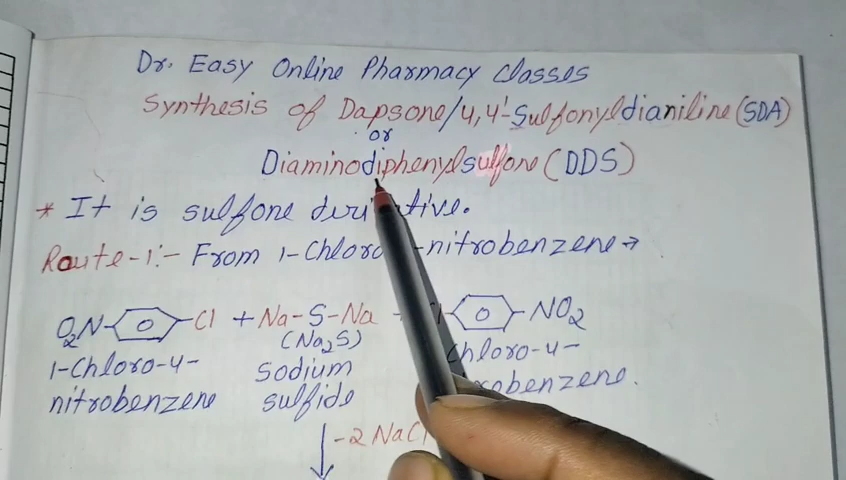 Dr. Easy Online Pharmacy Classes
Synthesis of Dapsone/4,4'-Sulfonyldianiline (SDA)
or
Diaminodiphenylsulfone (DDS)
* It is sulfone
Route-1:- From 1-Chloro -nitrobenzene→
O2N- -Cl + Na-S-Na -NO2
(Na2S)
1-Chloro-4- sodium chloro-4-
nitrobenzene sulfide
-2 NaCl